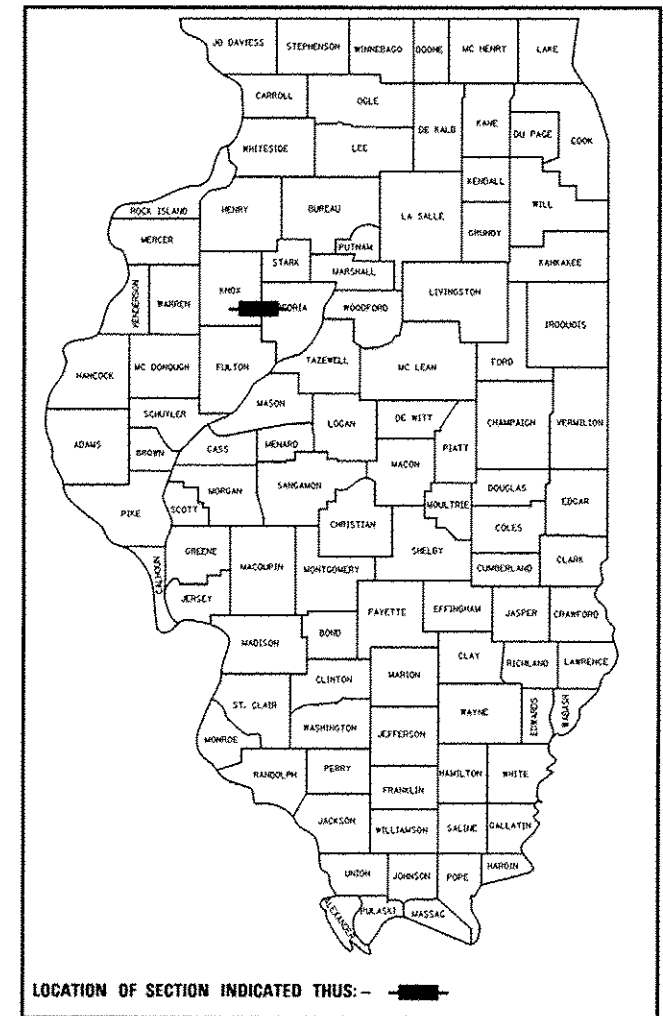 JO DAVIESS STEPHENSON WINNEBAGO BOONE MC HENRY LAKE
CARROLL OGLE DE KALB KANE DU PAGE COOK
WHITESIDE LEE KENDALL WILL
ROCK ISLAND HENRY BUREAU LA SALLE GRUNDY
MERCER PUTNAM KANKAKEE
STARK MARSHALL
HENDERSON WARREN KNOX WOODFORD LIVINGSTON IROQUOIS
HANCOCK MC DONOUGH FULTON TAZEWELL MC LEAN FORD
SCHUYLER MASON LOGAN DE WITT CHAMPAIGN VERMILION
ADAMS BROWN CASS MENARD MACON PIATT
PIKE SCOTT MORGAN SANGAMON CHRISTIAN MOULTRIE DOUGLAS EDGAR
COLES
CALHOUN GREENE MACOUPIN MONTGOMERY SHELBY CUMBERLAND CLARK
JERSEY FAYETTE EFFINGHAM JASPER CRAWFORD
MADISON BOND CLAY RICHLAND LAWRENCE
ST. CLAIR CLINTON MARION WAYNE EDWARDS WABASH
MONROE WASHINGTON JEFFERSON
RANDOLPH PERRY FRANKLIN HAMILTON WHITE
JACKSON WILLIAMSON SALINE GALLATIN
UNION JOHNSON POPE HARDIN
ALEXANDER PULASKI MASSAC
LOCATION OF SECTION INDICATED THUS:-